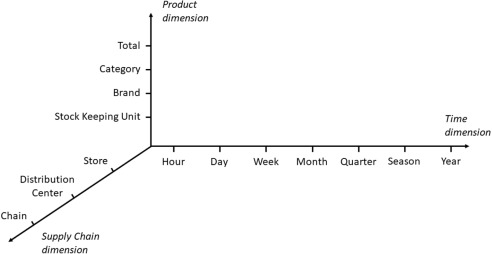 Product
dimension
Total
Category
Brand
Stock Keeping Unit
Time
dimension
Hour
Day
Week
Month
Quarter
Season
Year
Store
Distribution
Center
Chain
Supply Chain
dimension